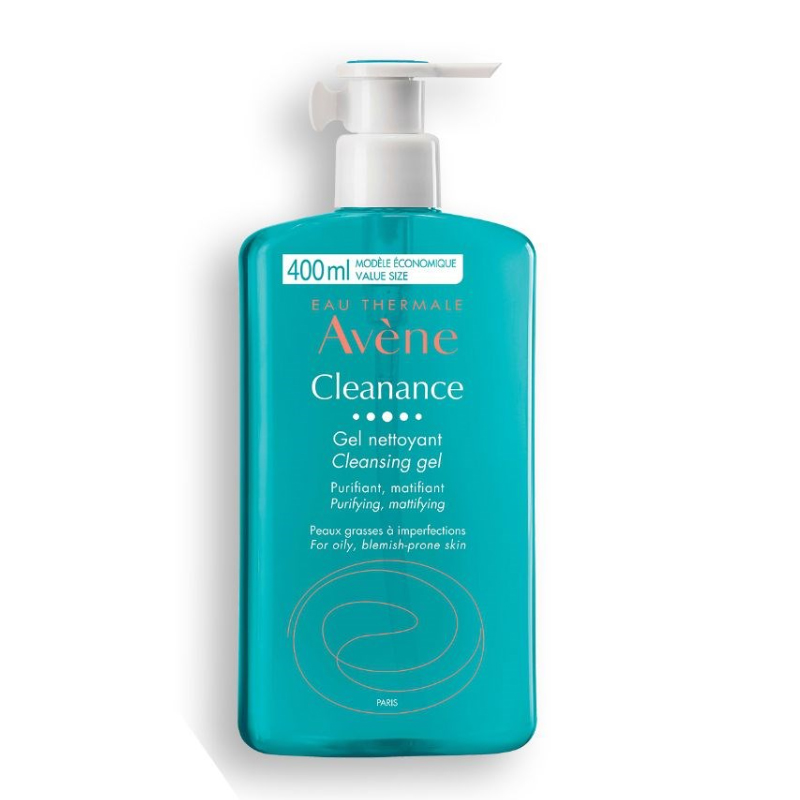 400ml MODÈLE ÉCONOMIQUE
VALUE SIZE
EAU THERMALE
Avène
Cleanance
Gel nettoyant
Cleansing gel
Purifiant, matifiant
Purifying, mattifying
Peaux grasses à imperfections
For oily, blemish-prone skin
PARIS